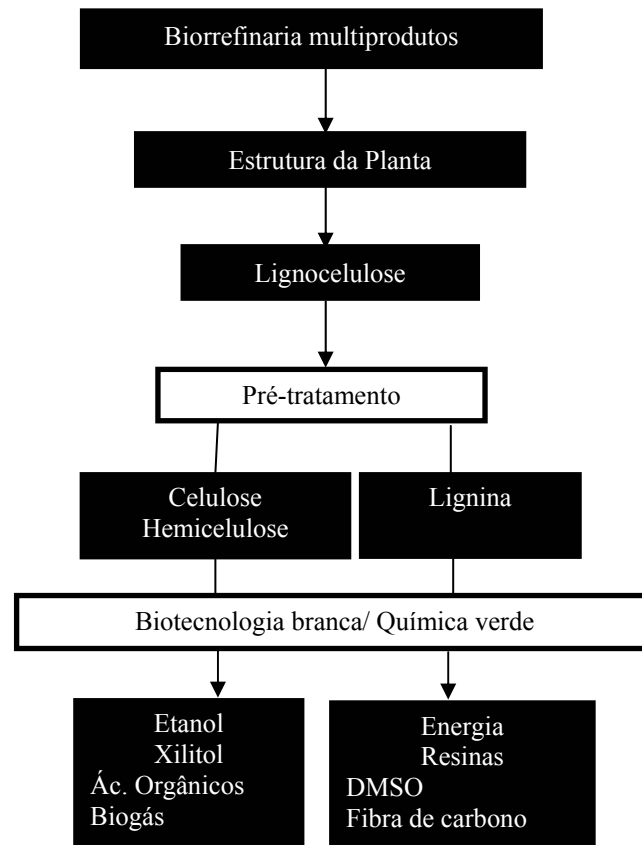 Biorrefinaria multiprodutos
Estrutura da Planta
Lignocelulose
Pré-tratamento
Celulose
Hemicelulose
Lignina
Biotecnologia branca/ Química verde
Etanol
Xilitol
Ác. Orgânicos
Biogás
Energia
Resinas
DMSO
Fibra de carbono